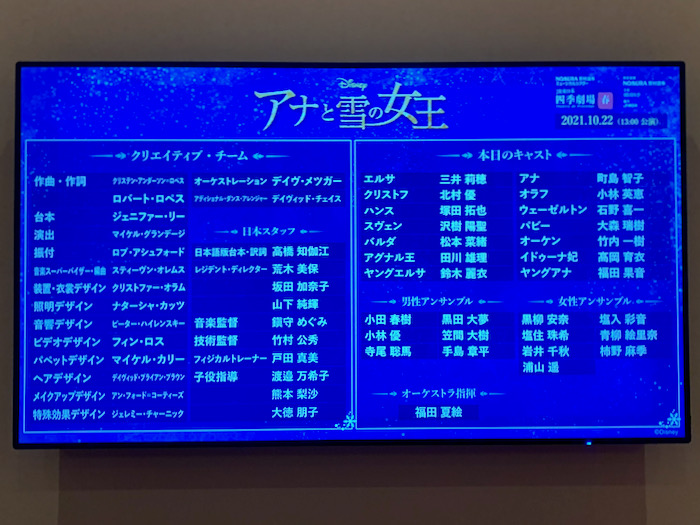 Disney
アナと雪の女王
四季劇場 春
2021.10.22 (13:00 公演)
クリエイティブ・チーム
作曲・作詞 クリステン・アンダーソン=ロペス オーケストレーション デイヴ・メツガー
ロバート・ロペス アディショナル・ダンス・アレンジャー デイヴィッド・チェイス
台本 ジェニファー・リー
日本スタッフ
演出 マイケル・グランデージ
振付 ロブ・アシュフォード 日本語版台本・訳詞 高橋 知伽江
音楽スーパーバイザー・編曲 スティーヴン・オレムス レジデント・ディレクター 荒木 美保
装置・衣裳デザイン クリストファー・オラム 坂田 加奈子
照明デザイン ナターシャ・カッツ 山下 純輝
音響デザイン ピーター・ハイレンスキー 音楽監督 鎮守 めぐみ
ビデオデザイン フィン・ロス 技術監督 竹村 公秀
パペットデザイン マイケル・カリー フィジカルトレーナー 戸田 真美
ヘアデザイン デイヴィッド・ブライアン・ブラウン 子役指導 渡邉 万希子
メイクアップデザイン アン・フォード=コーティーズ 熊本 梨沙
特殊効果デザイン ジェレミー・チャーニック 大徳 朋子
本日のキャスト
エルサ 三井 莉穂 アナ 町島 智子
クリストフ 北村 優 オラフ 小林 英恵
ハンス 塚田 拓也 ウェーゼルトン 石野 喜一
スヴェン 沢樹 陽聖 パビー 大森 瑞樹
バルダ 松本 菜緒 オーケン 竹内 一樹
アグナル王 田川 雄理 イドゥーナ妃 髙岡 育衣
ヤングエルサ 鈴木 麗衣 ヤングアナ 福田 果音
男性アンサンブル 女性アンサンブル
小田 春樹 黒田 大夢 黒柳 安奈 塩入 彩音
小林 優 笠間 大樹 塩住 珠希 青柳 絵里奈
寺尾 聡馬 手島 章平 岩井 千秋 柿野 麻季
浦山 遥
オーケストラ指揮
福田 夏絵
©Disney